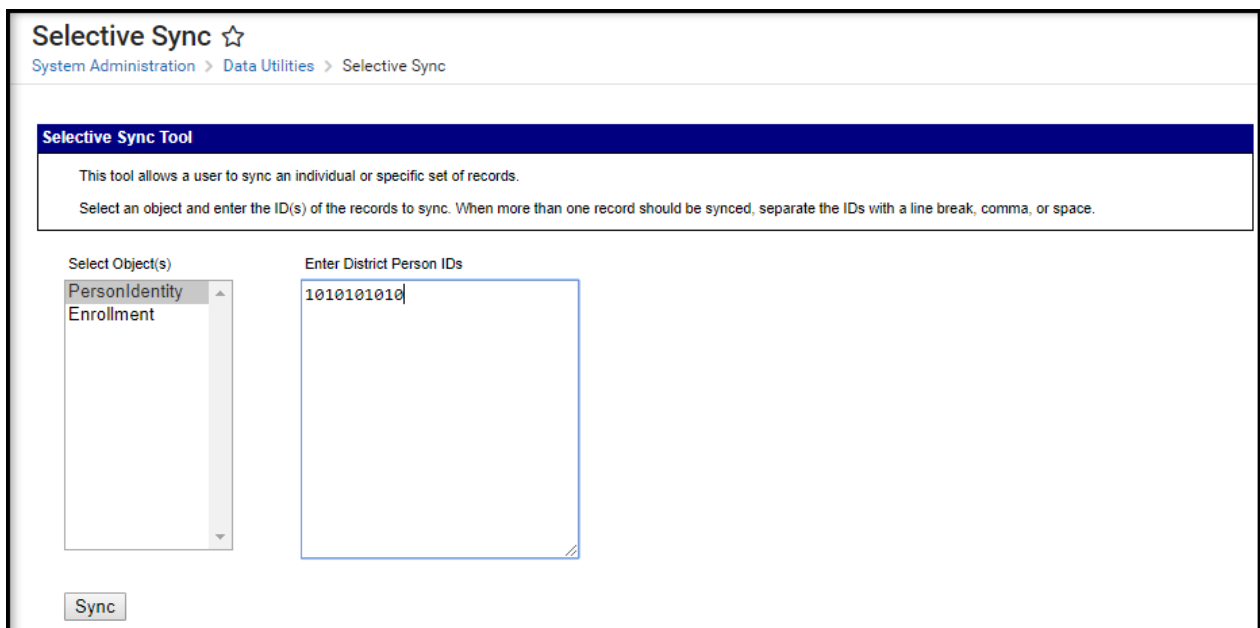 Selective Sync
System Administration > Data Utilities > Selective Sync
Selective Sync Tool
This tool allows a user to sync an individual or specific set of records.
Select an object and enter the ID(s) of the records to sync. When more than one record should be synced, separate the IDs with a line break, comma, or space.
Select Object(s)
PersonIdentity
Enrollment
Enter District Person IDs
1010101010
Sync